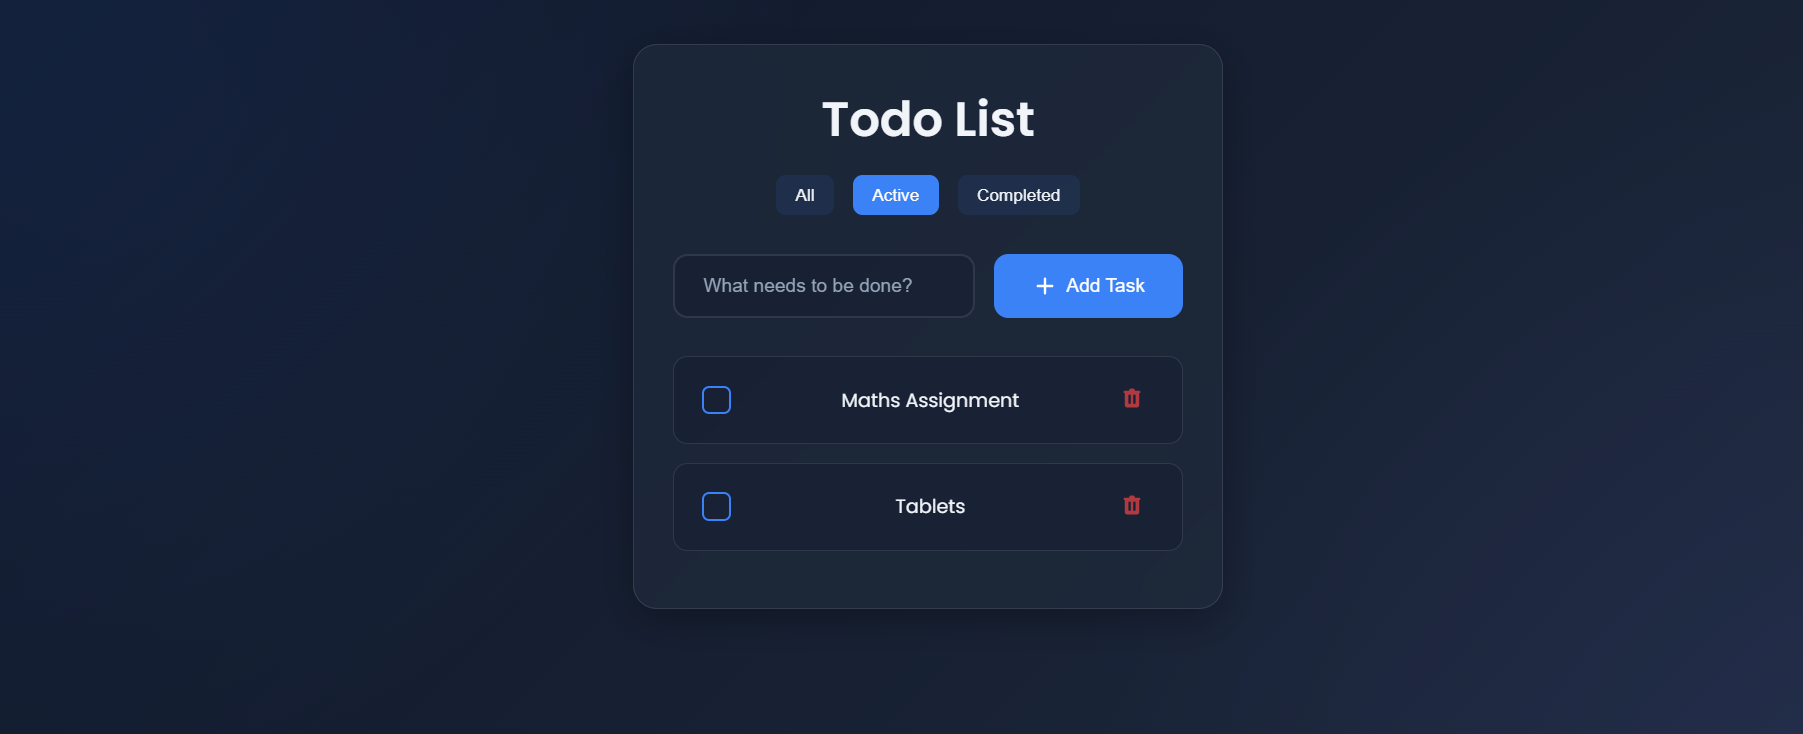 Todo List
All Active Completed
What needs to be done? + Add Task
Maths Assignment
Tablets